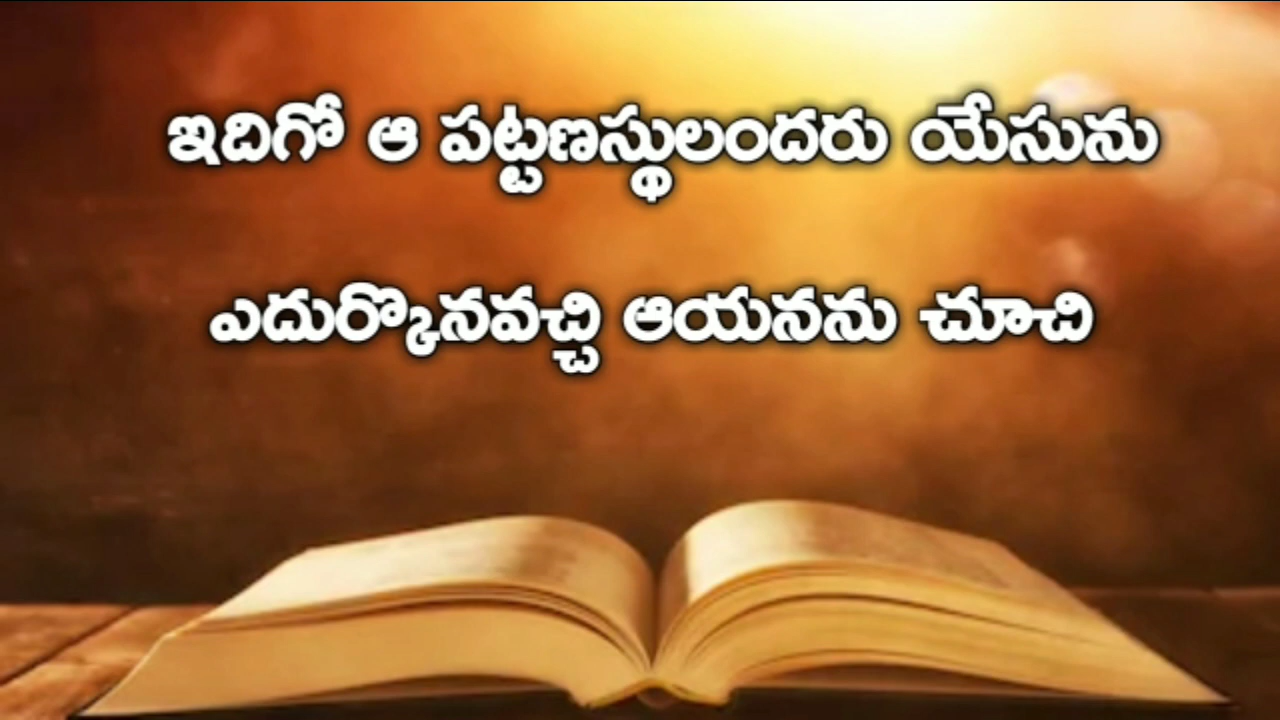 ఇదిగో ఆ పట్టణస్థులందరు యేసును
ఎదుర్కొనవచ్చి ఆయనను చూచి